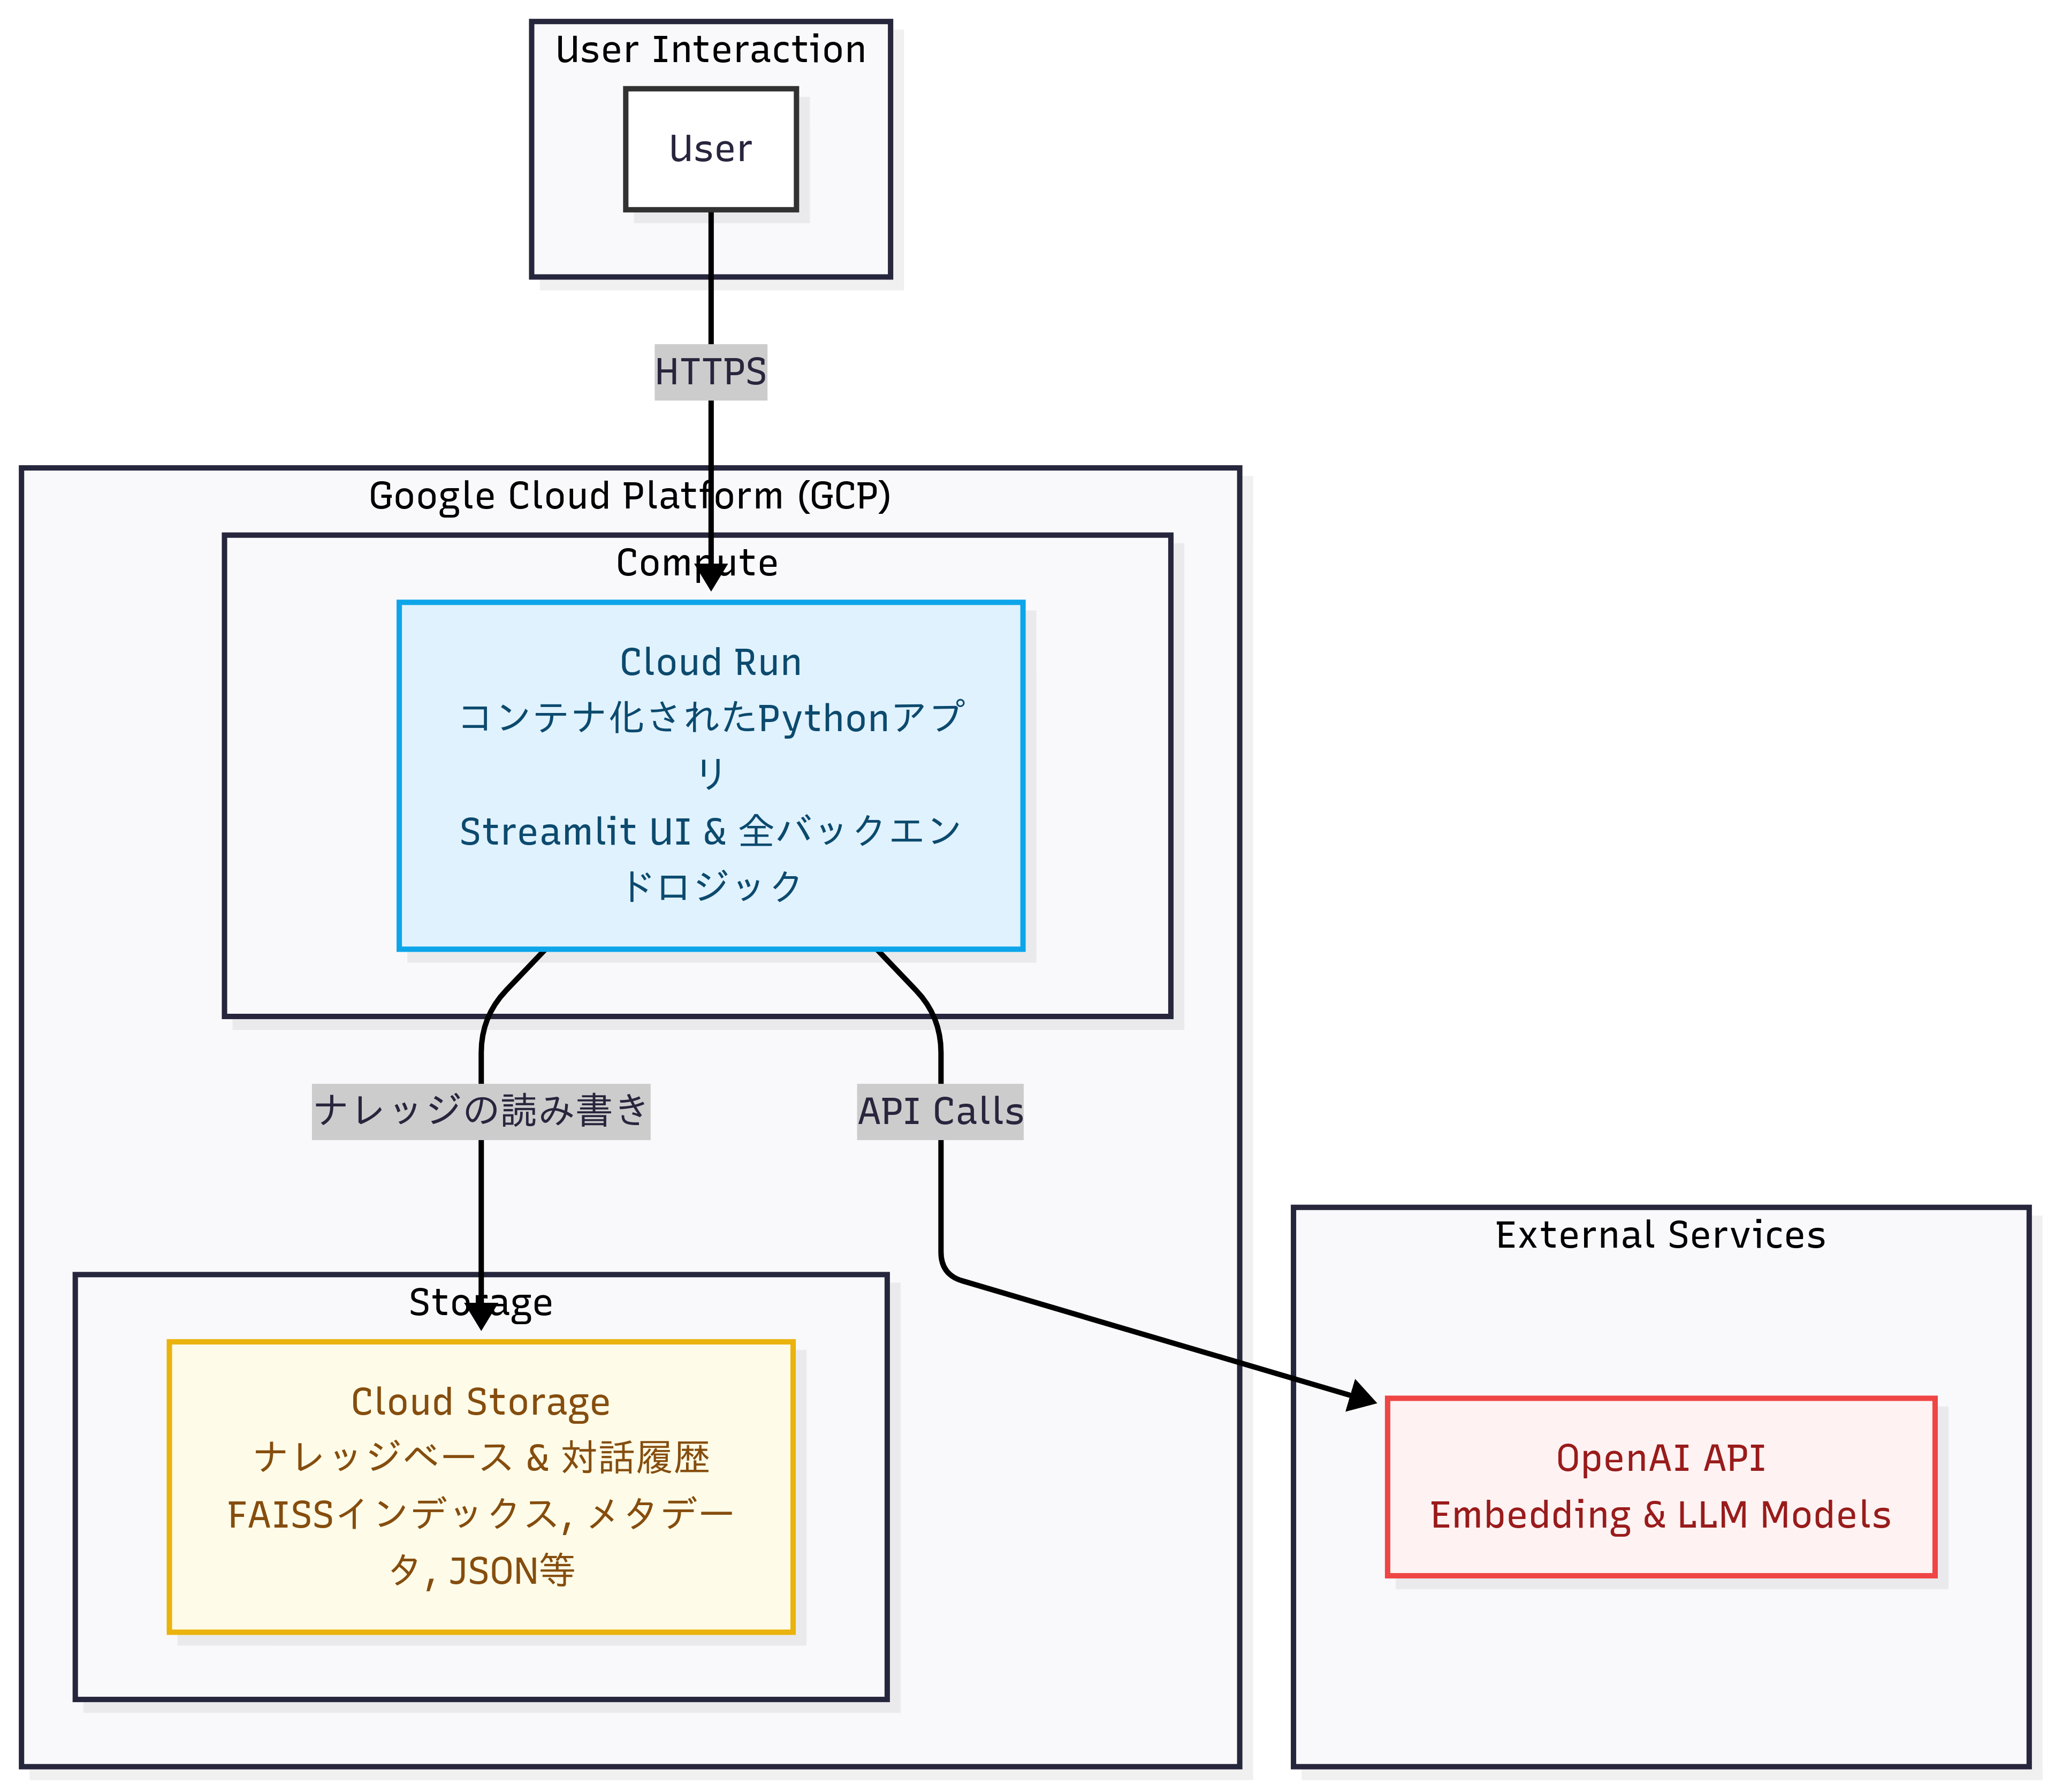 User Interaction
User
HTTPS
Google Cloud Platform (GCP)
Compute
Cloud Run
コンテナ化されたPythonアプ
リ
Streamlit UI & 全バックエン
ドロジック
ナレッジの読み書き
API Calls
Storage
Cloud Storage
ナレッジベース & 対話履歴
FAISSインデックス, メタデー
タ, JSON等
External Services
OpenAI API
Embedding & LLM Models